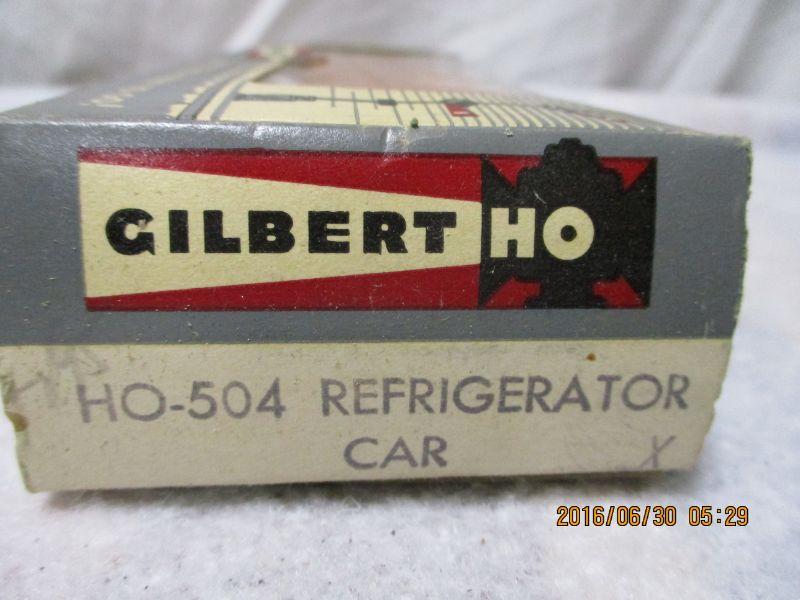 GILBERT HO
HO-504 REFRIGERATOR
CAR X
2016/06/30 05:29